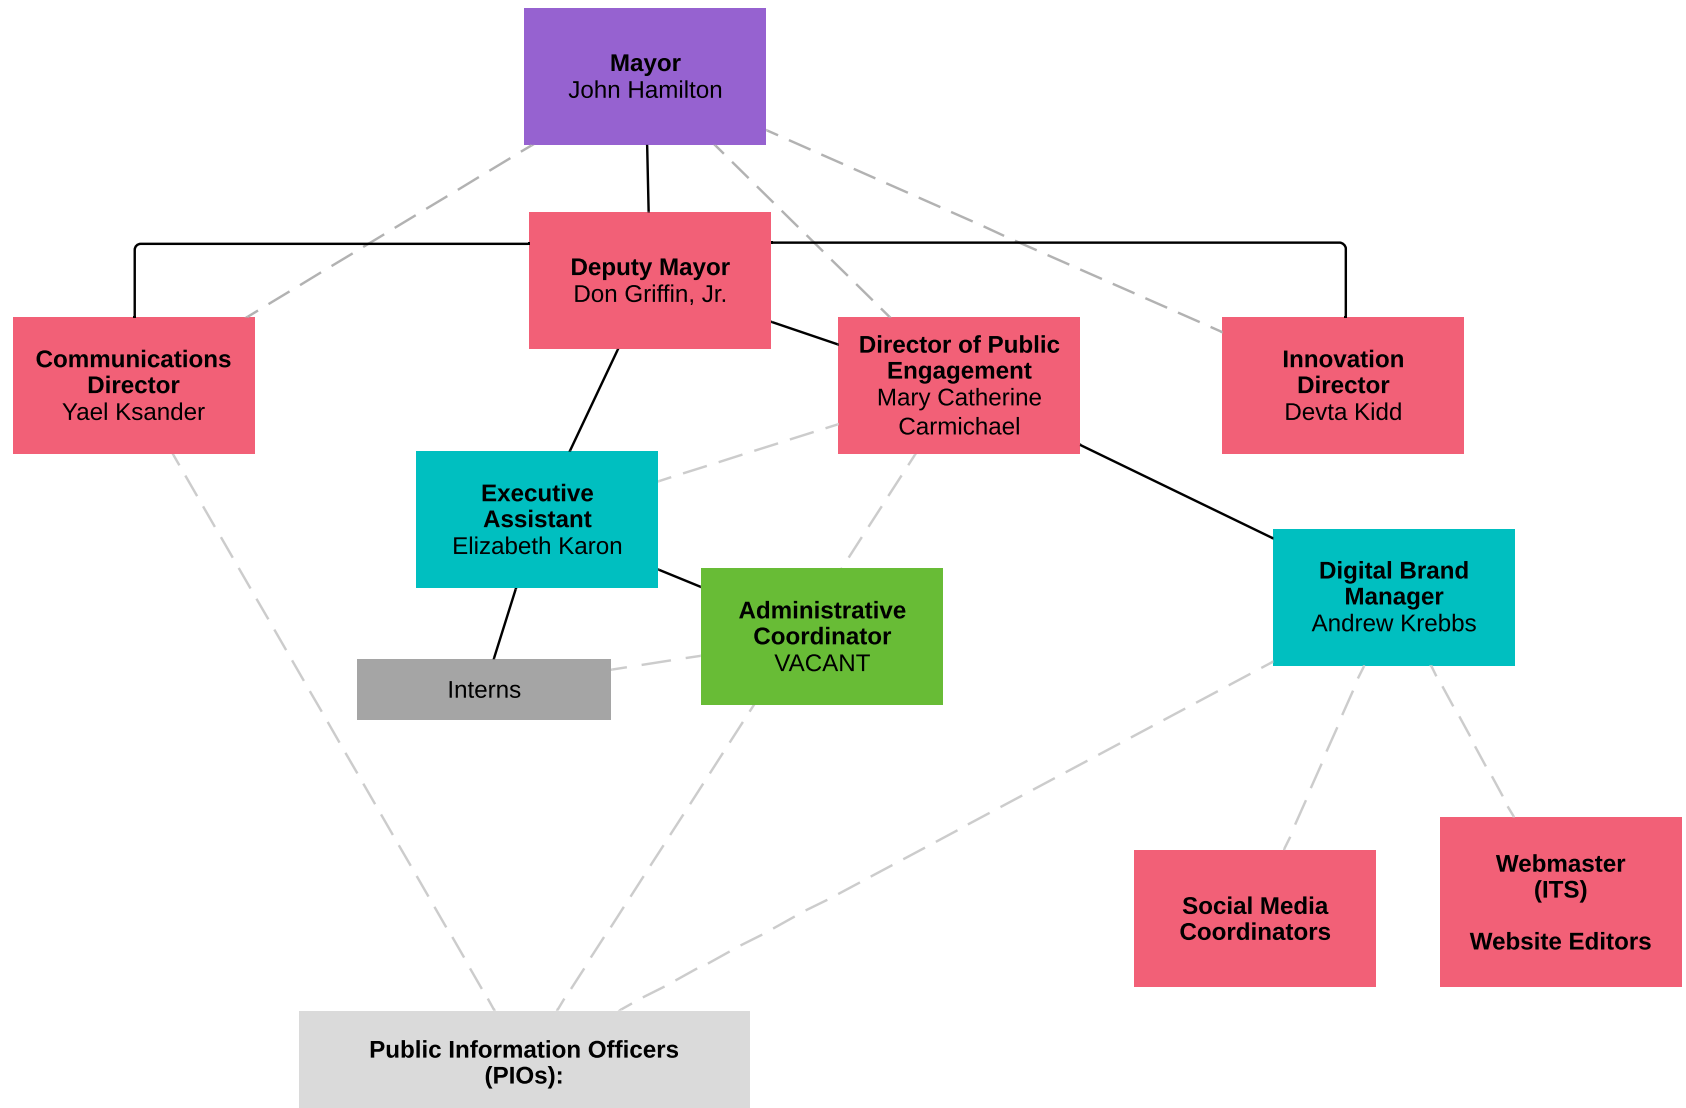 Mayor
John Hamilton
Deputy Mayor
Don Griffin, Jr.
Communications
Director
Yael Ksander
Director of Public
Engagement
Mary Catherine
Carmichael
Innovation
Director
Devta Kidd
Executive
Assistant
Elizabeth Karon
Digital Brand
Manager
Andrew Krebbs
Administrative
Coordinator
VACANT
Interns
Social Media
Coordinators
Webmaster
(ITS)
Website Editors
Public Information Officers
(PIOs):